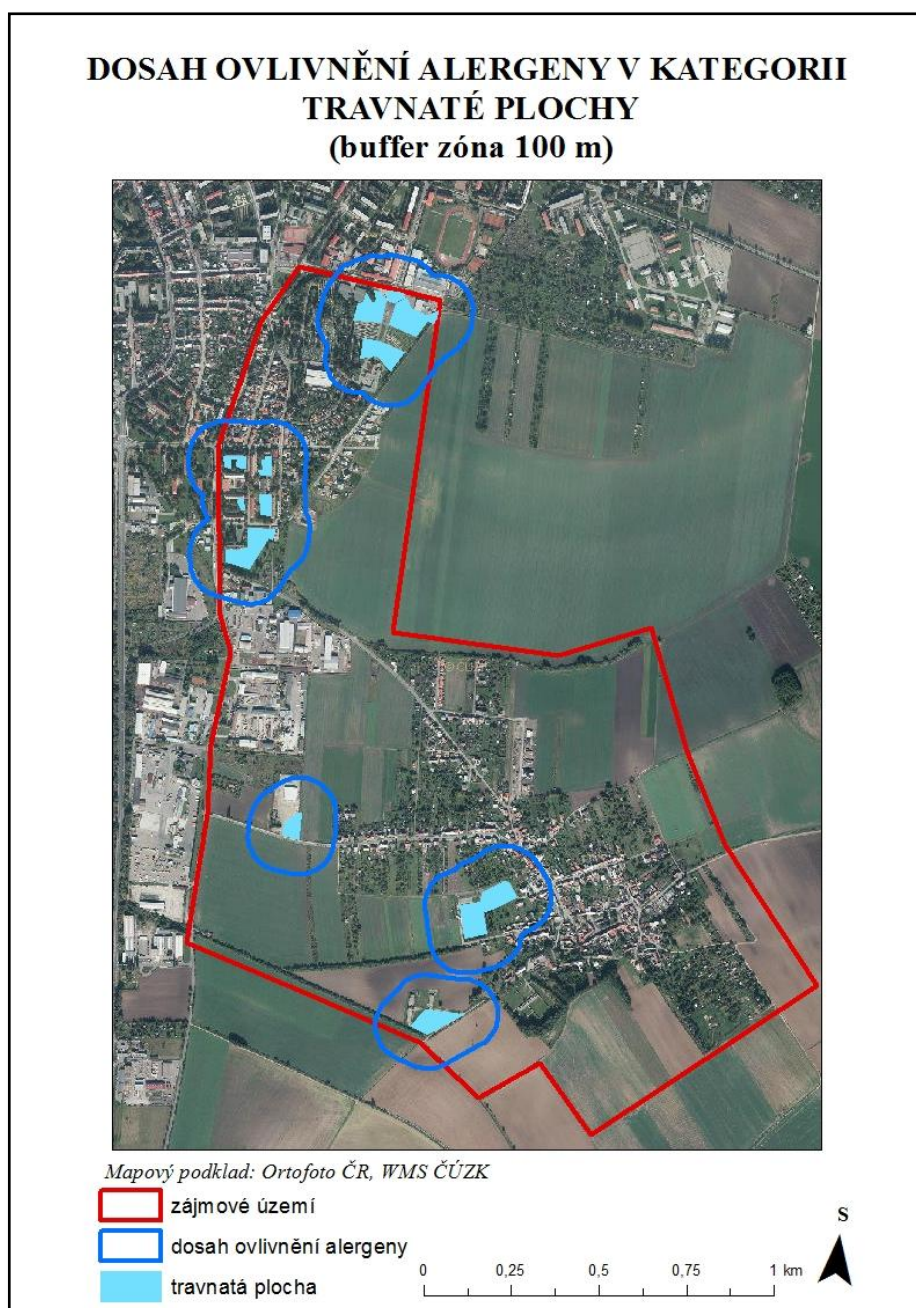 DOSAH OVLIVNĚNÍ ALERGENY V KATEGORII
TRAVNATÉ PLOCHY
(buffer zóna 100 m)
Mapový podklad: Ortofoto ČR, WMS ČÚZK
zájmové území
dosah ovlivnění alergeny
travnatá plocha
S
0 0,25 0,5 0,75 1 km